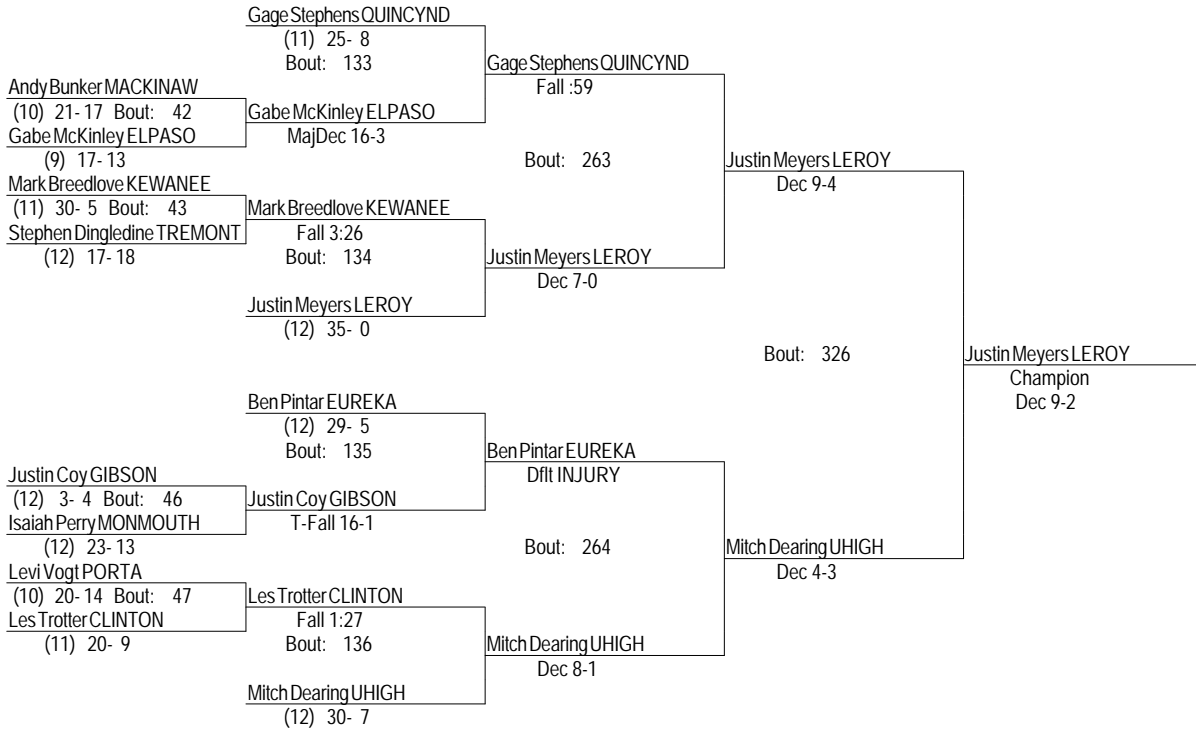 Gage Stephens QUINCYND
(11) 25- 8
Bout: 133
Gage Stephens QUINCYND
Fall :59
Andy Bunker MACKINAW
(10) 21- 17 Bout: 42
Gabe McKinley ELPASO
MajDec 16-3
Gabe McKinley ELPASO
(9) 17- 13
Bout: 263
Justin Meyers LEROY
Dec 9-4
Mark Breedlove KEWANEE
(11) 30- 5 Bout: 43
Mark Breedlove KEWANEE
Fall 3:26
Bout: 134
Stephen Dingledine TREMONT
(12) 17- 18
Justin Meyers LEROY
Dec 7-0
Justin Meyers LEROY
(12) 35- 0
Bout: 326
Justin Meyers LEROY
Champion
Dec 9-2
Ben Pintar EUREKA
(12) 29- 5
Bout: 135
Ben Pintar EUREKA
Dflt INJURY
Justin Coy GIBSON
(12) 3- 4 Bout: 46
Justin Coy GIBSON
T-Fall 16-1
Isaiah Perry MONMOUTH
(12) 23- 13
Bout: 264
Mitch Dearing UHIGH
Dec 4-3
Levi Vogt PORTA
(10) 20- 14 Bout: 47
Les Trotter CLINTON
Fall 1:27
Bout: 136
Les Trotter CLINTON
(11) 20- 9
Mitch Dearing UHIGH
Dec 8-1
Mitch Dearing UHIGH
(12) 30- 7